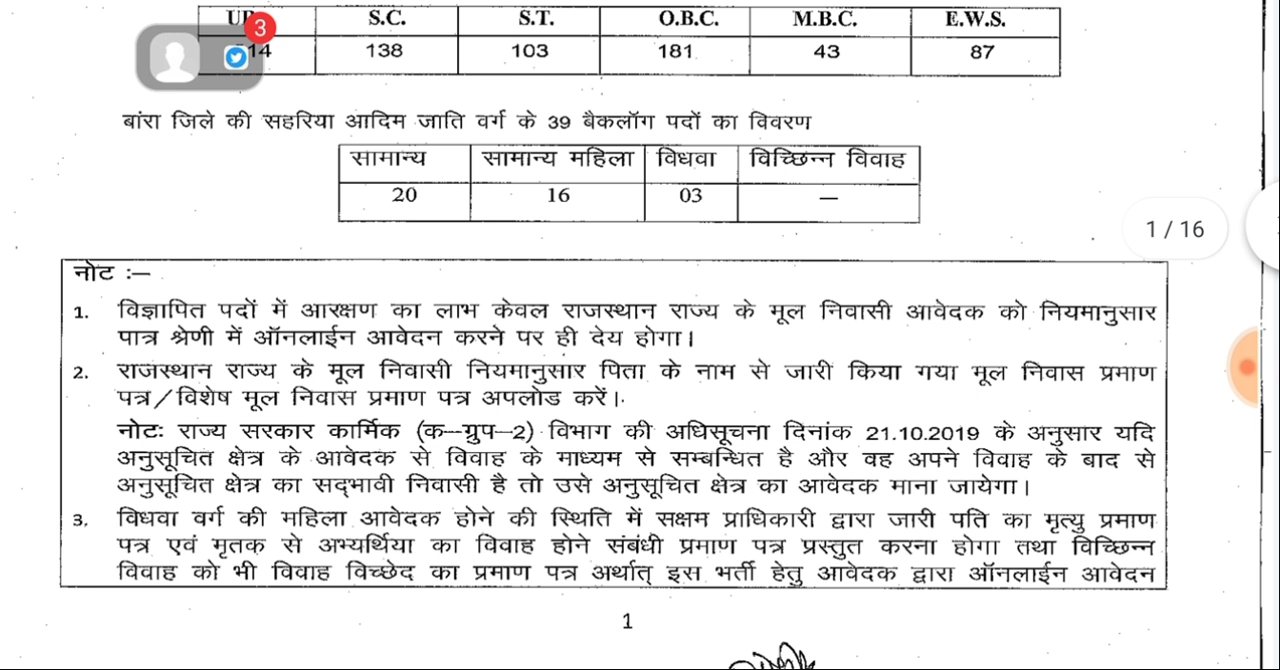 S.C. S.T. O.B.C. M.B.C. E.W.S.
3
14 138 103 181 43 87
बांरा जिले की सहरिया आदिम जाति वर्ग के 39 बैकलॉग पदों का विवरण
सामान्य सामान्य महिला विधवा विच्छिन्न विवाह
20 16 03 —
1 / 16
नोट :—
1. विज्ञापित पदों में आरक्षण का लाभ केवल राजस्थान राज्य के मूल निवासी आवेदक को नियमानुसार
पात्र श्रेणी में ऑनलाईन आवेदन करने पर ही देय होगा।
2. राजस्थान राज्य के मूल निवासी नियमानुसार पिता के नाम से जारी किया गया मूल निवास प्रमाण
पत्र/विशेष मूल निवास प्रमाण पत्र अपलोड करें।
नोटः राज्य सरकार कार्मिक (क—ग्रुप—2) विभाग की अधिसूचना दिनांक 21.10.2019 के अनुसार यदि
अनुसूचित क्षेत्र के आवेदक से विवाह के माध्यम से सम्बन्धित है और वह अपने विवाह के बाद से
अनुसूचित क्षेत्र का सद्भावी निवासी है तो उसे अनुसूचित क्षेत्र का आवेदक माना जायेगा।
3. विधवा वर्ग की महिला आवेदक होने की स्थिति में सक्षम प्राधिकारी द्वारा जारी पति का मृत्यु प्रमाण
पत्र एवं मृतक से अभ्यर्थिया का विवाह होने संबंधी प्रमाण पत्र प्रस्तुत करना होगा तथा विच्छिन्न
विवाह को भी विवाह विच्छेद का प्रमाण पत्र अर्थात् इस भर्ती हेतु आवेदक द्वारा ऑनलाईन आवेदन
1